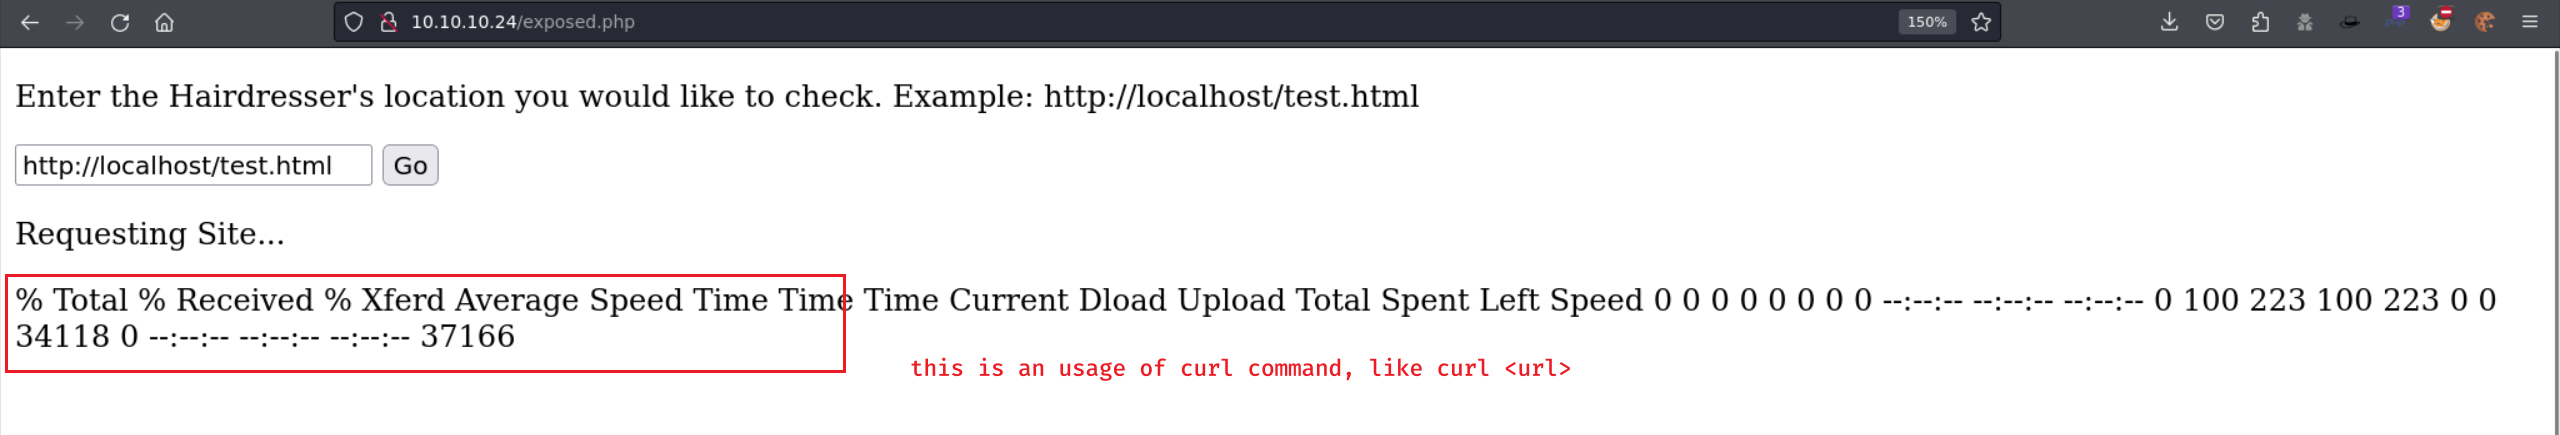 10.10.10.24/exposed.php 150% 3
Enter the Hairdresser's location you would like to check. Example: http://localhost/test.html
http://localhost/test.html Go
Requesting Site...
% Total % Received % Xferd Average Speed Time Time Time Current Dload Upload Total Spent Left Speed 0 0 0 0 0 0 0 0 --:--:-- --:--:-- --:--:-- 0 100 223 100 223 0 0
34118 0 --:--:-- --:--:-- --:--:-- 37166
this is an usage of curl command, like curl <url>